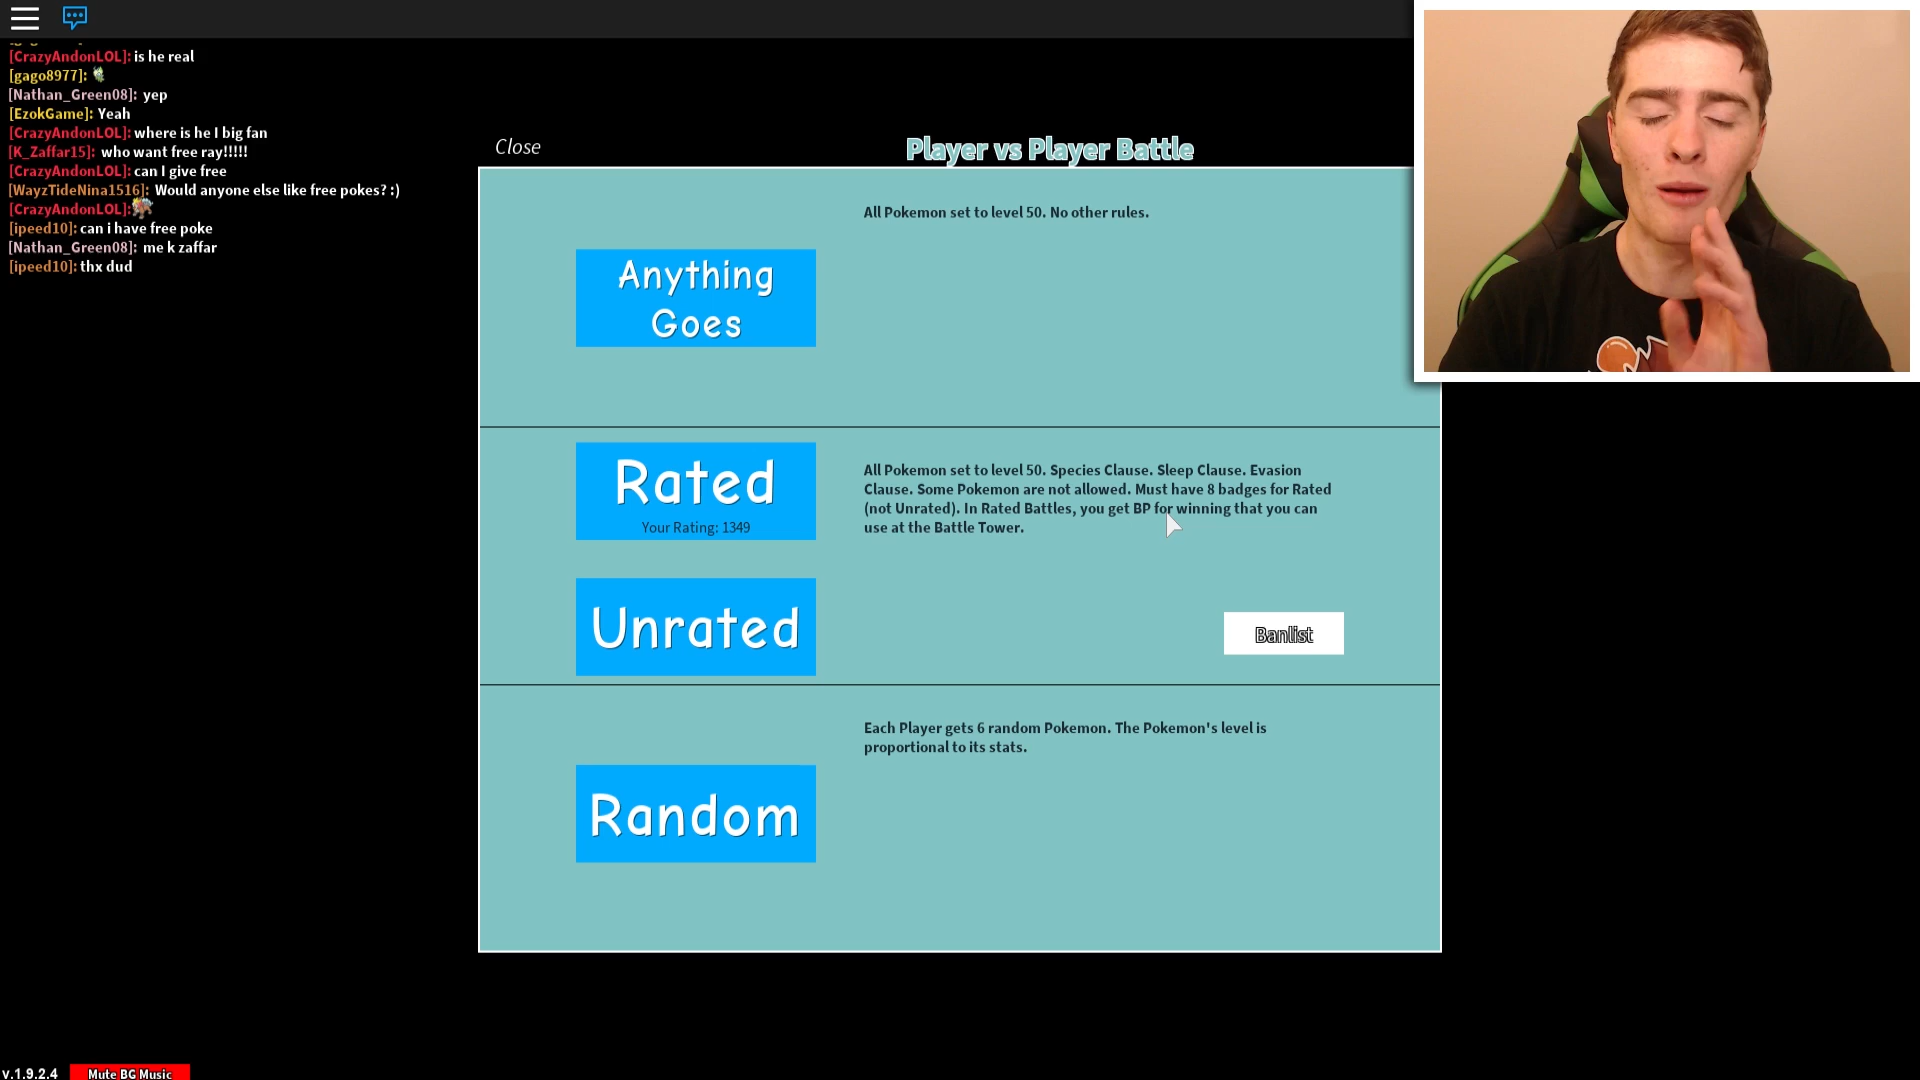 [CrazyAndonLOL]: is he real
[gago8977]:
[Nathan_Green08]: yep
[EzokGame]: Yeah
[CrazyAndonLOL]: where is he I big fan
[K_Zaffar15]: who want free ray!!!!!
[CrazyAndonLOL]: can I give free
[WayzTideNina1516]: Would anyone else like free pokes? :)
[CrazyAndonLOL]:
[ipeed10]: can i have free poke
[Nathan_Green08]: me k zaffar
[ipeed10]: thx dud
Close
Player vs Player Battle
All Pokemon set to level 50. No other rules.
Anything
Goes
Rated
Your Rating: 1349
All Pokemon set to level 50. Species Clause. Sleep Clause. Evasion
Clause. Some Pokemon are not allowed. Must have 8 badges for Rated
(not Unrated). In Rated Battles, you get BP for winning that you can
use at the Battle Tower.
Unrated
Banlist
Each Player gets 6 random Pokemon. The Pokemon's level is
proportional to its stats.
Random
v.1.9.2.4
Mute BG Music